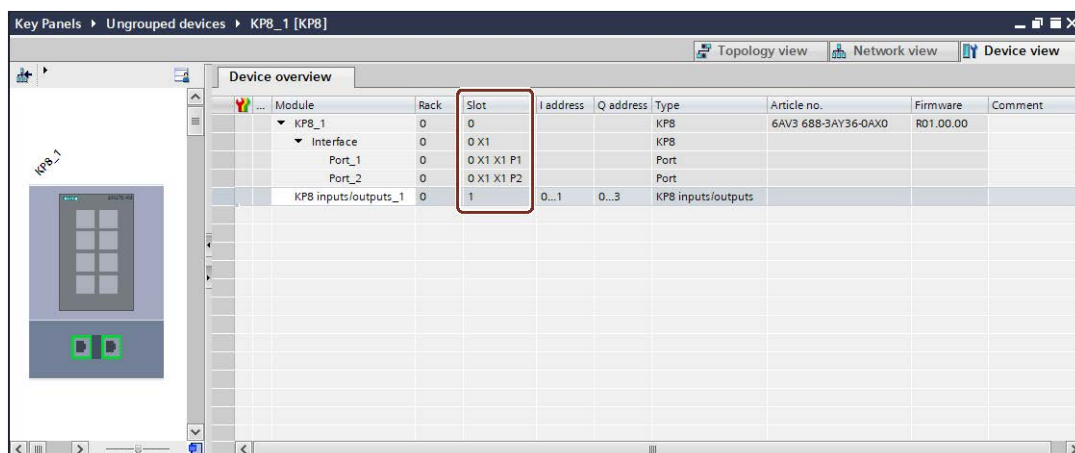 Key Panels ▸ Ungrouped devices ▸ KP8_1 [KP8]
Topology view Network view Device view
Device overview
... Module Rack Slot I address Q address Type Article no. Firmware Comment
KP8_1 0 0 KP8 6AV3 688-3AY36-0AX0 R01.00.00
Interface 0 0 X1 KP8
Port_1 0 0 X1 X1 P1 Port
Port_2 0 0 X1 X1 P2 Port
KP8 inputs/outputs_1 0 1 0...1 0...3 KP8 inputs/outputs
KP8_1